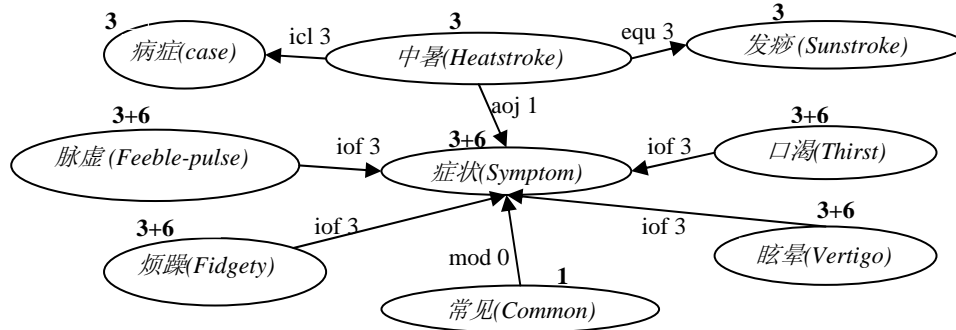 3
3
3
病症(case)
icl 3
中暑(Heatstroke)
equ 3
发痧 (Sunstroke)
aoj 1
3+6
3+6
3+6
脉虚 (Feeble-pulse)
iof 3
症状(Symptom)
iof 3
口渴(Thirst)
3+6
3+6
烦躁(Fidgety)
iof 3
iof 3
眩晕(Vertigo)
mod 0
1
常见(Common)